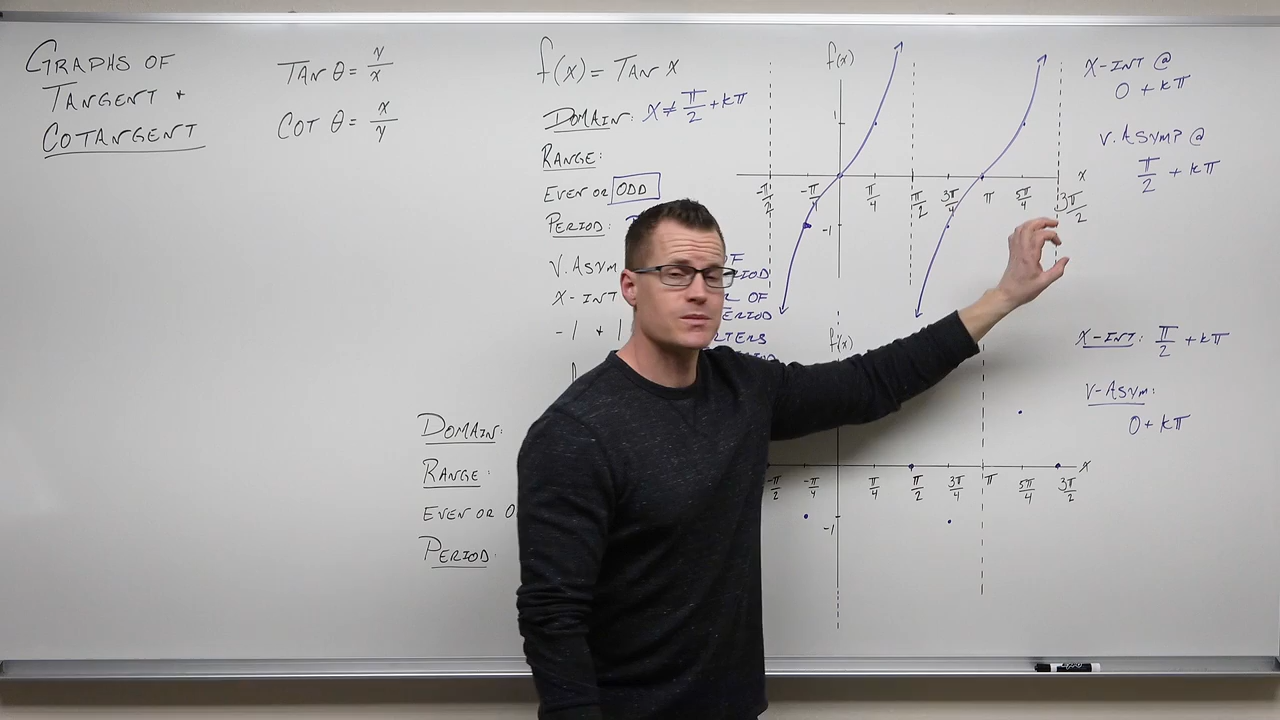 GRAPHS OF
TANGENT +
COTANGENT
TAN θ = y/x
COT θ = x/y
f(x) = TAN X
DOMAIN: X ≠ π/2 + kπ
RANGE:
EVEN OR ODD
PERIOD:
V. ASYM
X-INT
-1 + 1
OF
OF
f(x)
1
-1
-π/2 -π/4 π/4 π/2 3π/4 π 5π/4 3π/2
x
X-INT @
0 + kπ
V. ASYMP @
π/2 + kπ
DOMAIN:
RANGE:
EVEN OR O
PERIOD:
f(x)
-1
-π/2 -π/4 π/4 π/2 3π/4 π 5π/4 3π/2
x
X-INT: π/2 + kπ
V-ASYM:
0 + kπ